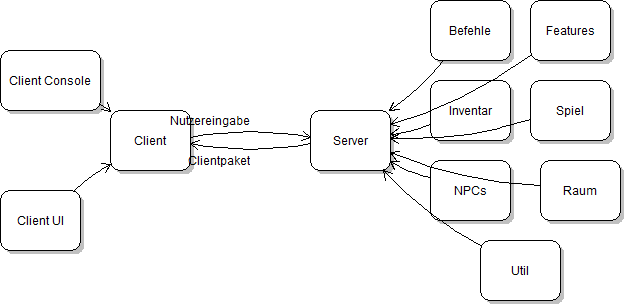 Befehle
Features
Client Console
Nutzereingabe
Inventar
Spiel
Client
Server
Clientpaket
NPCs
Raum
Client UI
Util